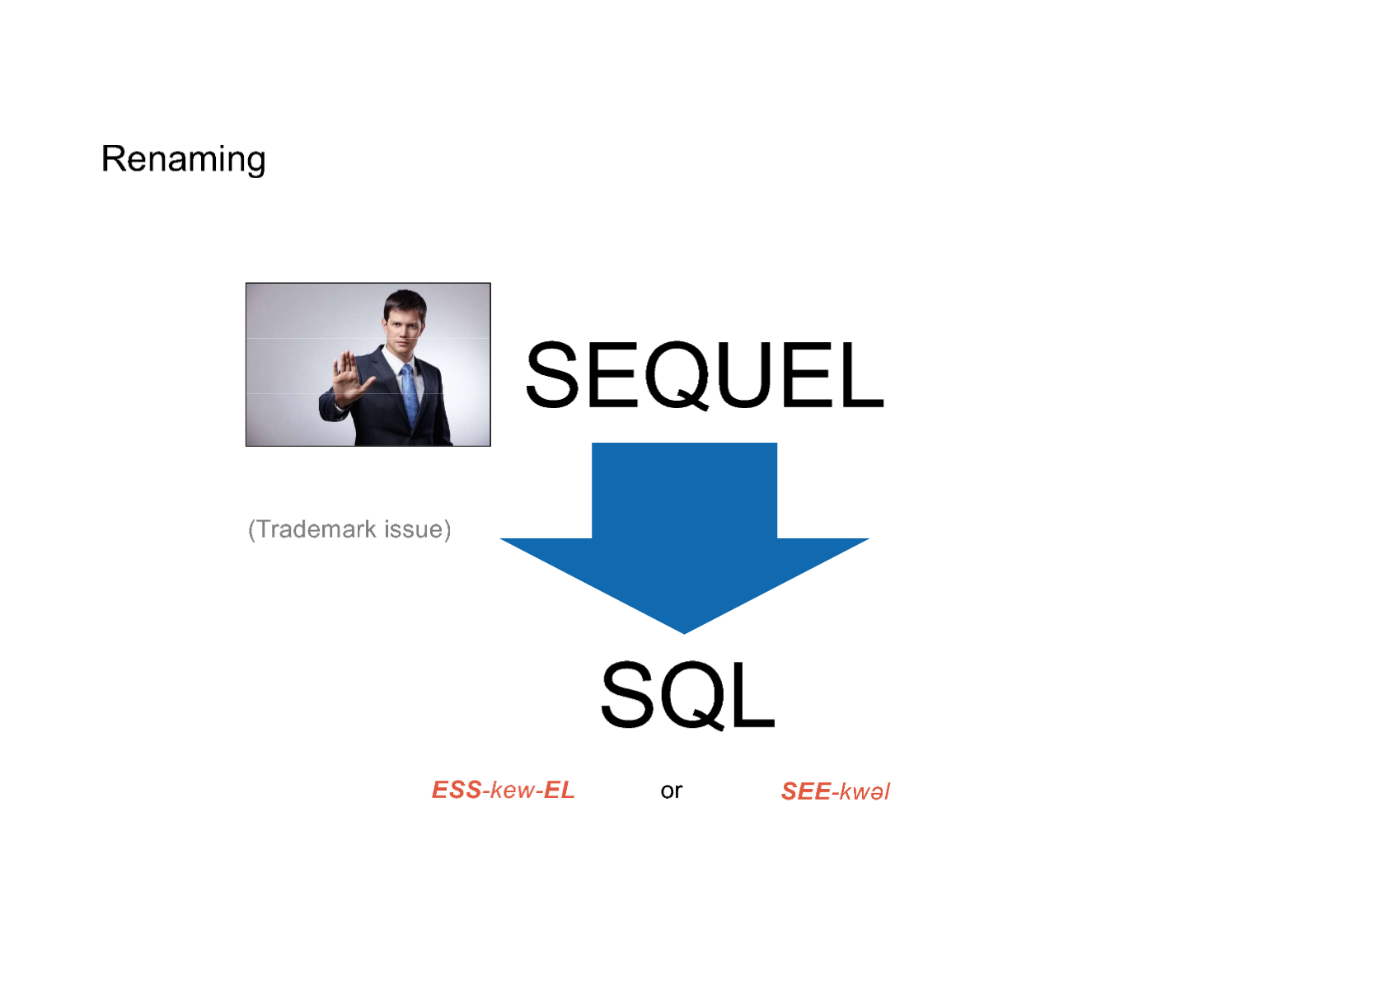 Renaming
SEQUEL
(Trademark issue)
SQL
ESS-kew-EL or SEE-kwəl